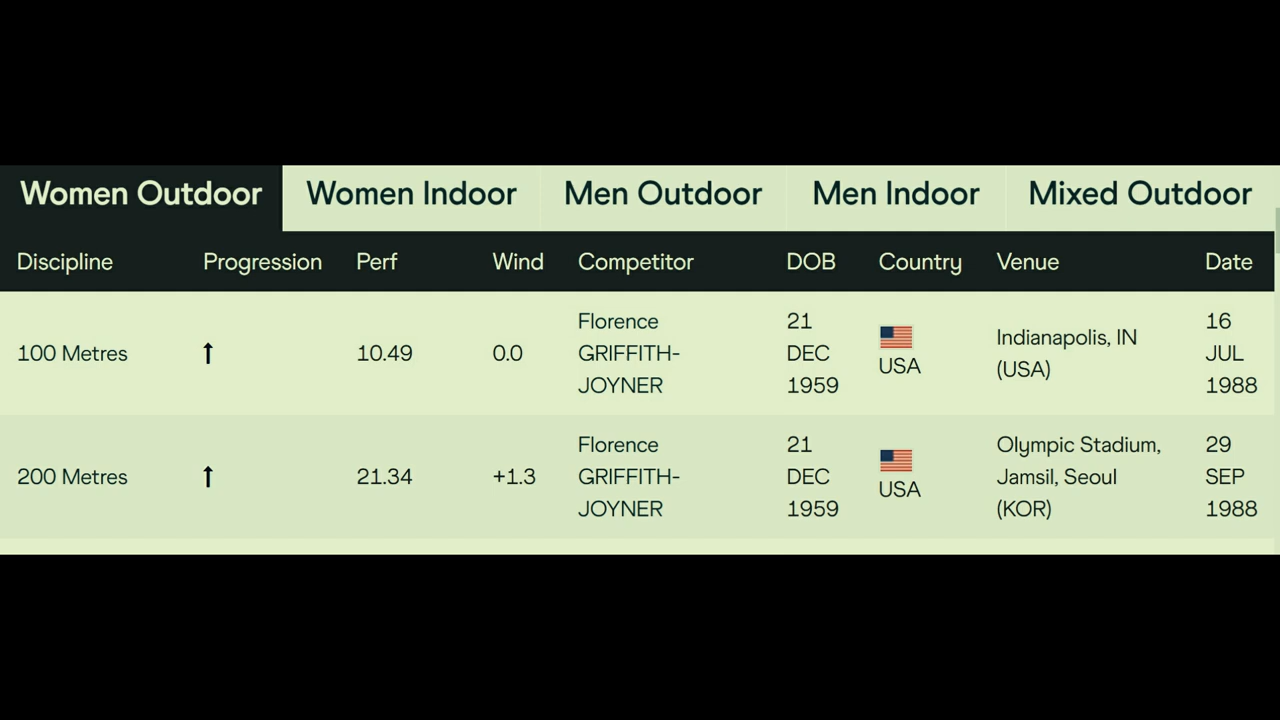 Women Outdoor Women Indoor Men Outdoor Men Indoor Mixed Outdoor
Discipline Progression Perf Wind Competitor DOB Country Venue Date
100 Metres 10.49 0.0 Florence GRIFFITH-JOYNER 21 DEC 1959 USA Indianapolis, IN (USA) 16 JUL 1988
200 Metres 21.34 +1.3 Florence GRIFFITH-JOYNER 21 DEC 1959 USA Olympic Stadium, Jamsil, Seoul (KOR) 29 SEP 1988